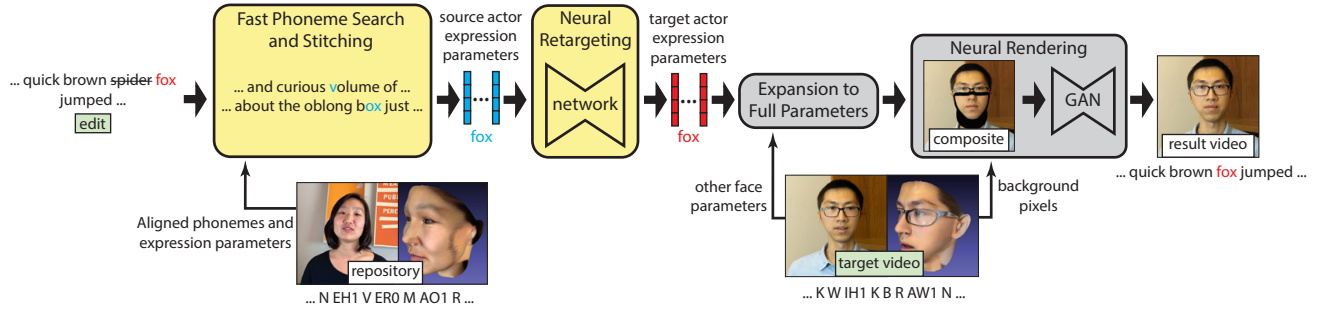 ... quick brown spider fox
jumped ...
edit
Fast Phoneme Search
and Stitching
... and curious volume of ...
... about the oblong box just ...
Aligned phonemes and
expression parameters
repository
... N EH1 V ER0 M AO1 R ...
source actor
expression
parameters
...
fox
Neural
Retargeting
network
target actor
expression
parameters
...
fox
Expansion to
Full Parameters
other face
parameters
target video
... K W IH1 K B R AW1 N ...
background
pixels
Neural Rendering
composite
GAN
result video
... quick brown fox jumped ...